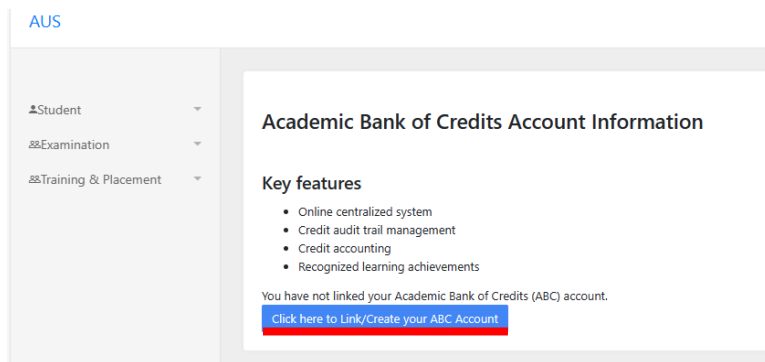 AUS
Student
Examination
Training & Placement
Academic Bank of Credits Account Information
Key features
Online centralized system
Credit audit trail management
Credit accounting
Recognized learning achievements
You have not linked your Academic Bank of Credits (ABC) account.
Click here to Link/Create your ABC Account